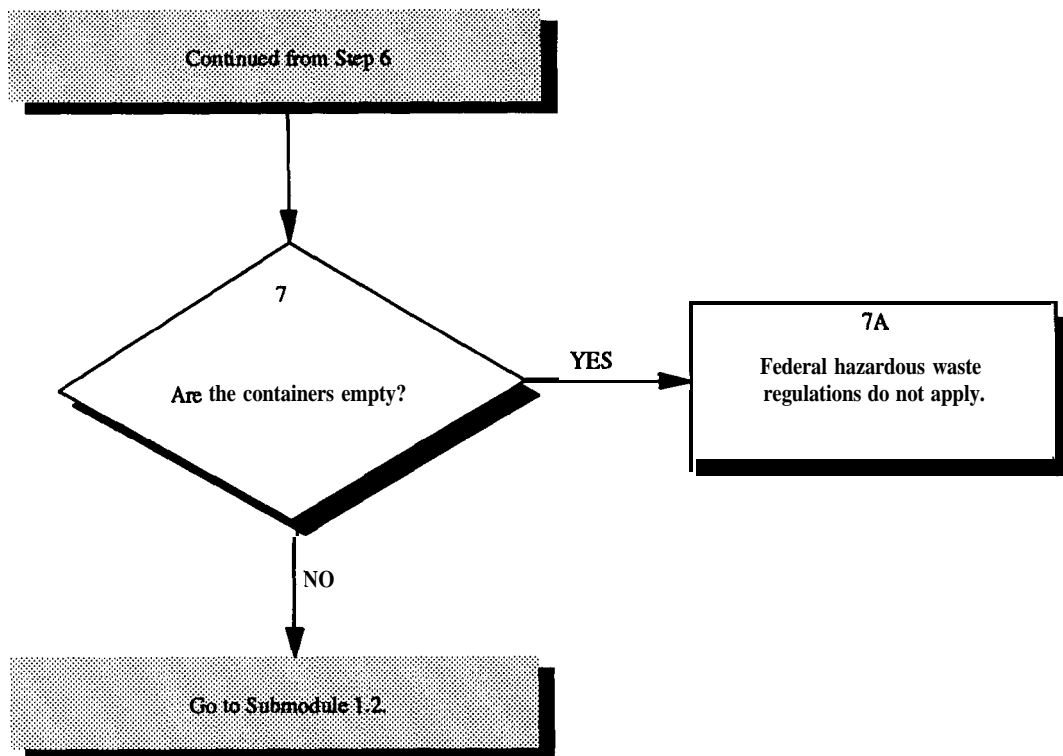 Continued from Step 6
7
Are the containers empty?
YES
7A
Federal hazardous waste
regulations do not apply.
NO
Go to Submodule 1.2.